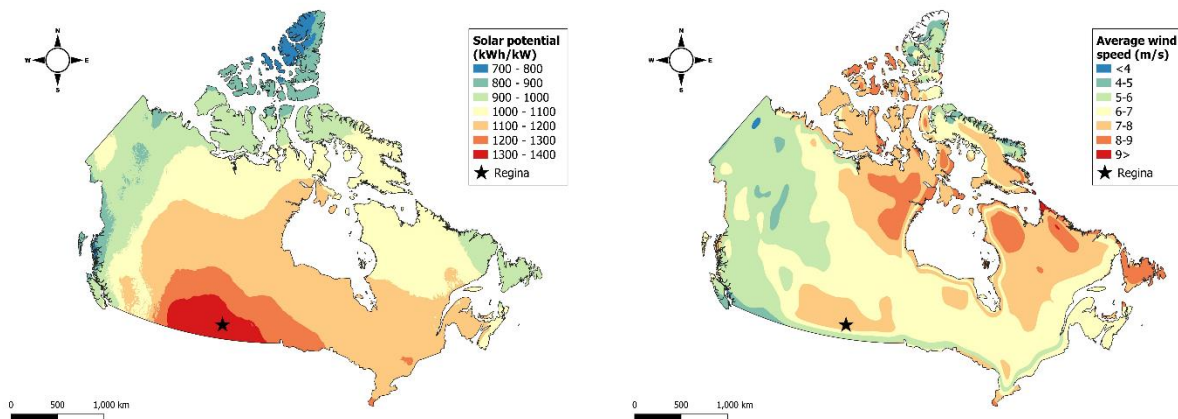 N
W
E
S
Solar potential
(kWh/kW)
700 - 800
800 - 900
900 - 1000
1000 - 1100
1100 - 1200
1200 - 1300
1300 - 1400
Regina
0 500 1,000 km
N
W
E
S
Average wind
speed (m/s)
<4
4-5
5-6
6-7
7-8
8-9
9>
Regina
0 500 1,000 km